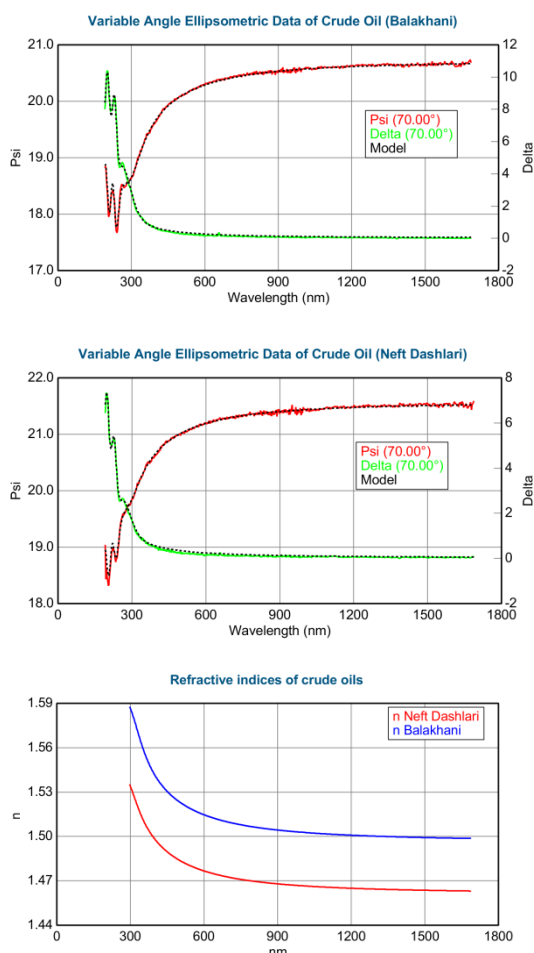 Variable Angle Ellipsometric Data of Crude Oil (Balakhani)
21.0
20.0
19.0
18.0
17.0
Psi
12
10
8
6
4
2
0
-2
Delta
Psi (70.00°)
Delta (70.00°)
Model
0 300 600 900 1200 1500 1800
Wavelength (nm)
Variable Angle Ellipsometric Data of Crude Oil (Neft Dashlari)
22.0
21.0
20.0
19.0
18.0
Psi
8
6
4
2
0
-2
Delta
Psi (70.00°)
Delta (70.00°)
Model
0 300 600 900 1200 1500 1800
Wavelength (nm)
Refractive indices of crude oils
1.59
1.56
1.53
1.50
1.47
1.44
n
n Neft Dashlari
n Balakhani
0 300 600 900 1200 1500 1800
nm